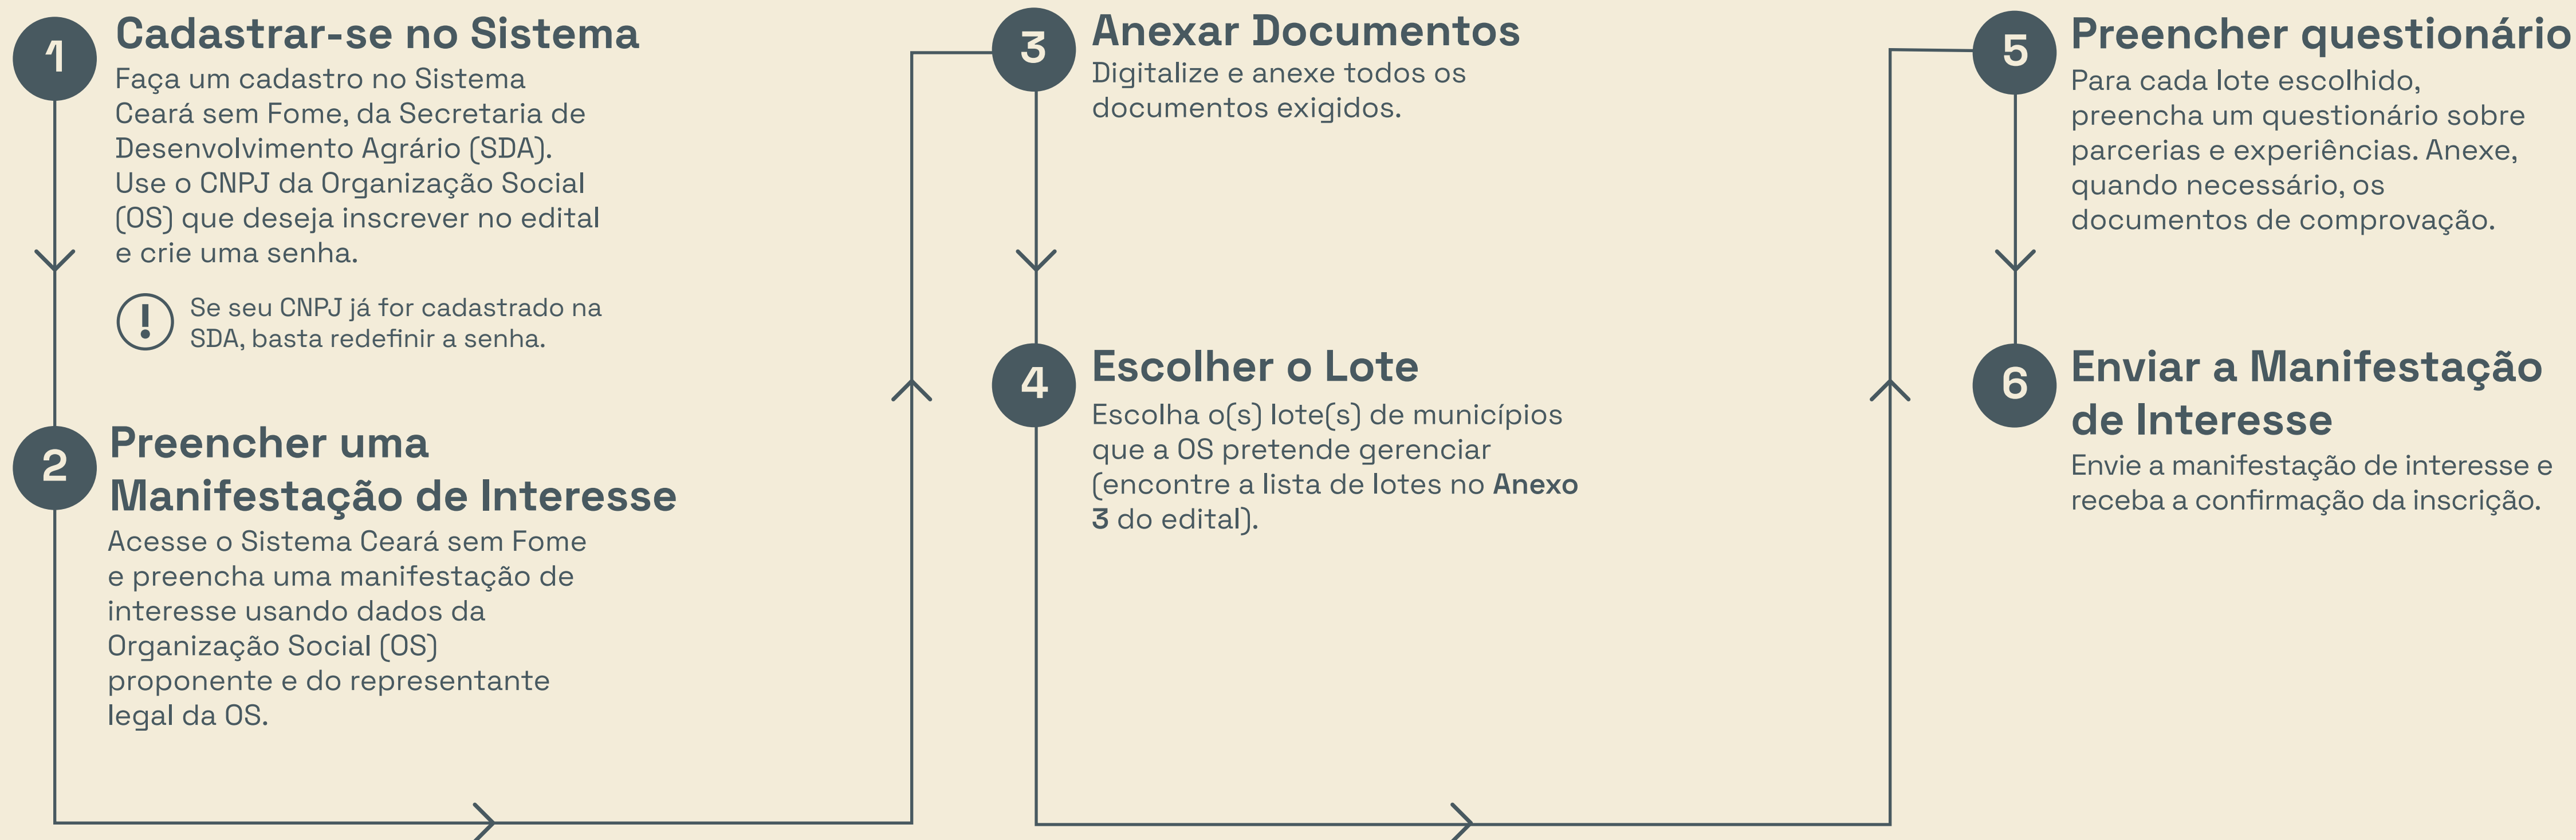 1
Cadastrar-se no Sistema
Faça um cadastro no Sistema
Ceará sem Fome, da Secretaria de
Desenvolvimento Agrário (SDA).
Use o CNPJ da Organização Social
(OS) que deseja inscrever no edital
e crie uma senha.
! Se seu CNPJ já for cadastrado na
SDA, basta redefinir a senha.
2
Preencher uma
Manifestação de Interesse
Acesse o Sistema Ceará sem Fome
e preencha uma manifestação de
interesse usando dados da
Organização Social (OS)
proponente e do representante
legal da OS.
3
Anexar Documentos
Digitalize e anexe todos os
documentos exigidos.
4
Escolher o Lote
Escolha o(s) lote(s) de municípios
que a OS pretende gerenciar
(encontre a lista de lotes no Anexo
3 do edital).
5
Preencher questionário
Para cada lote escolhido,
preencha um questionário sobre
parcerias e experiências. Anexe,
quando necessário, os
documentos de comprovação.
6
Enviar a Manifestação
de Interesse
Envie a manifestação de interesse e
receba a confirmação da inscrição.